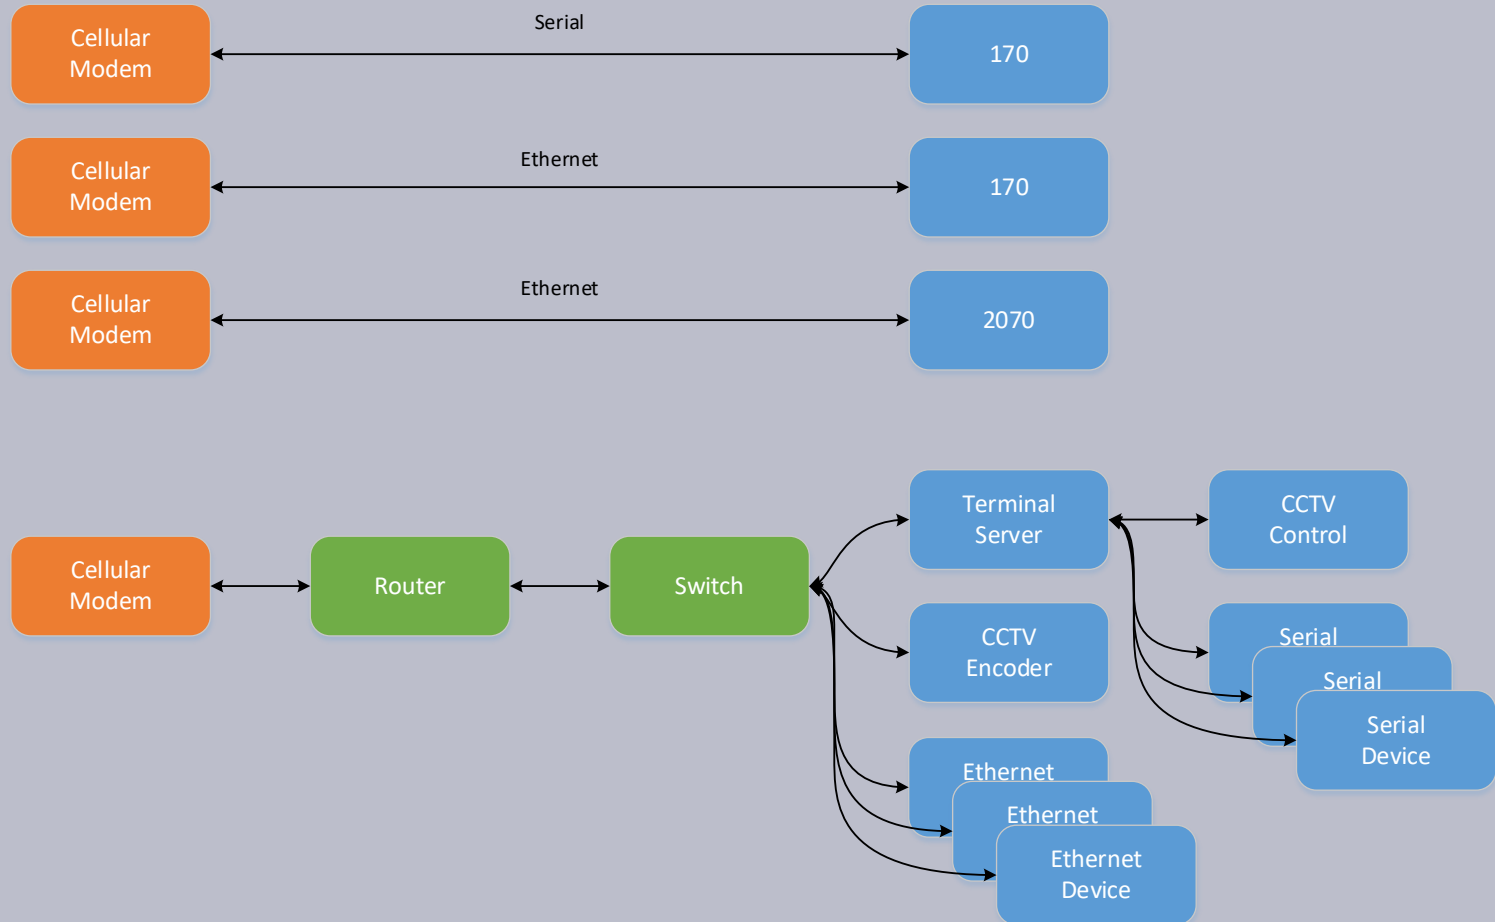 Cellular
Modem
Serial
170
Cellular
Modem
Ethernet
170
Cellular
Modem
Ethernet
2070
Cellular
Modem
Router
Switch
Terminal
Server
CCTV
Control
CCTV
Encoder
Serial
Serial
Serial
Device
Ethernet
Ethernet
Ethernet
Device